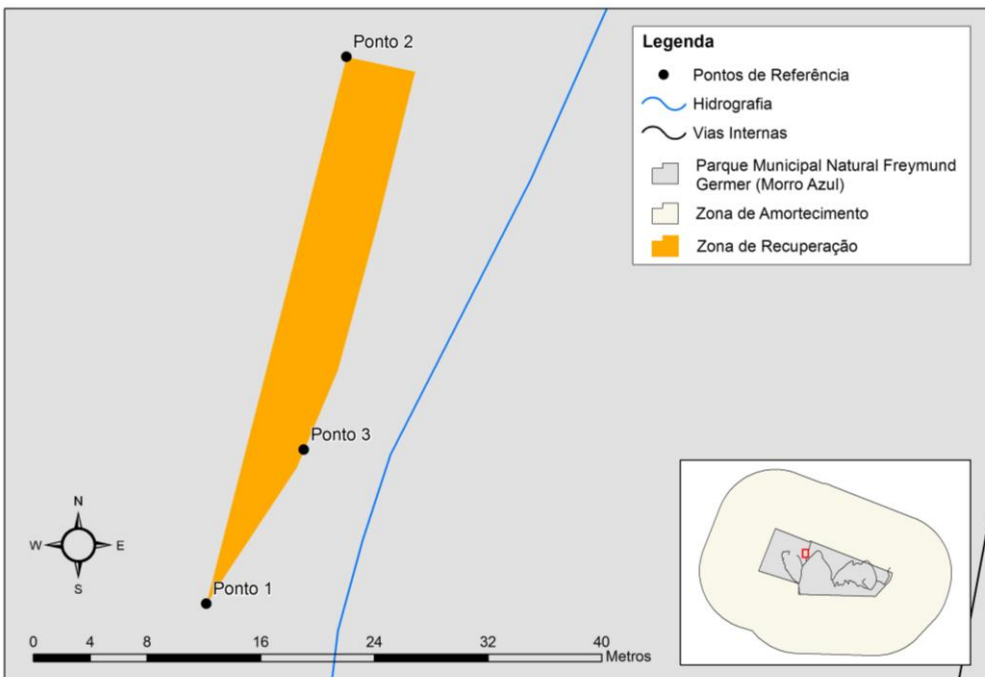 Ponto 2
Legenda
Pontos de Referência
Hidrografia
Vias Internas
Parque Municipal Natural Freymund
Germer (Morro Azul)
Zona de Amortecimento
Zona de Recuperação
Ponto 3
N
W E
S
Ponto 1
0 4 8 16 24 32 40
Metros